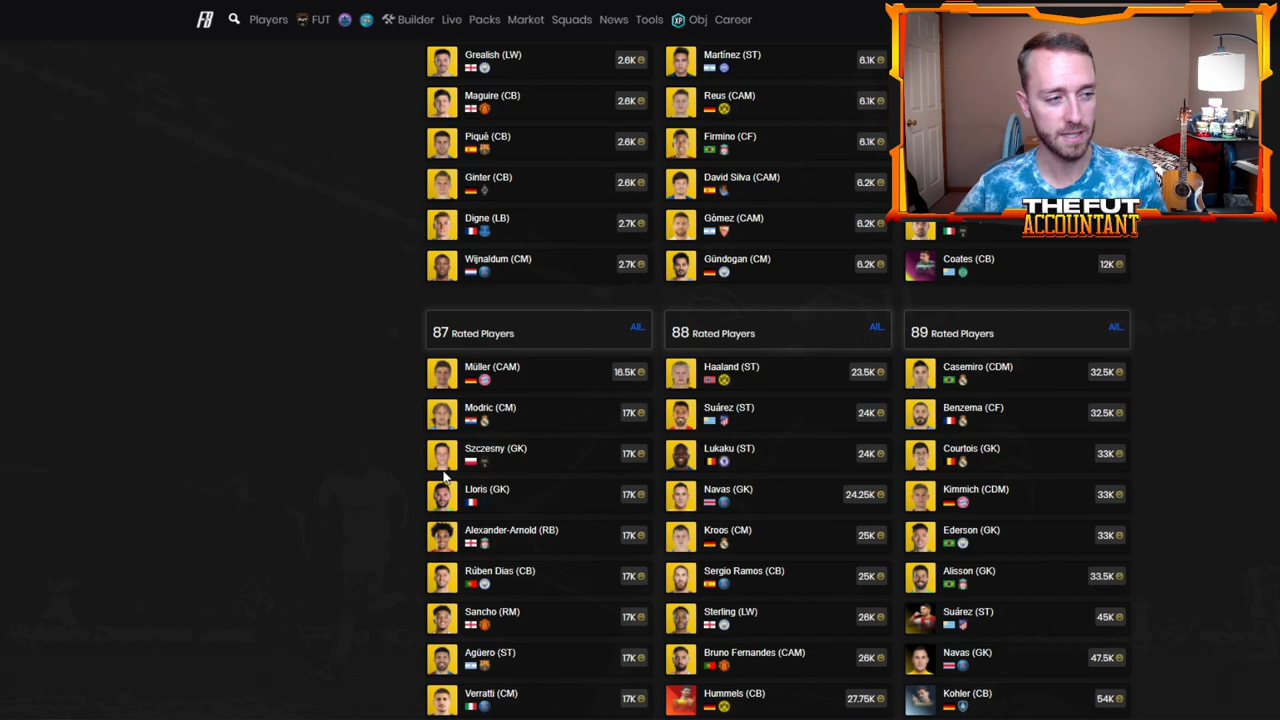 FB Players FUT Builder Live Packs Market Squads News Tools XP Obj Career
Grealish (LW) 2.6K
Maguire (CB) 2.6K
Piqué (CB) 2.6K
Ginter (CB) 2.6K
Digne (LB) 2.7K
Wijnaldum (CM) 2.7K
Martínez (ST) 6.1K
Reus (CAM) 6.1K
Firmino (CF) 6.1K
David Silva (CAM) 6.2K
Gómez (CAM) 6.2K
Gündogan (CM) 6.2K
THE FUT
ACCOUNTANT
Coates (CB) 12K
87 Rated Players All..
Müller (CAM) 16.5K
Modric (CM) 17K
Szczesny (GK) 17K
Lloris (GK) 17K
Alexander-Arnold (RB) 17K
Rúben Dias (CB) 17K
Sancho (RM) 17K
Agüero (ST) 17K
Verratti (CM) 17K
88 Rated Players All..
Haaland (ST) 23.5K
Suárez (ST) 24K
Lukaku (ST) 24K
Navas (GK) 24.25K
Kroos (CM) 25K
Sergio Ramos (CB) 25K
Sterling (LW) 26K
Bruno Fernandes (CAM) 26K
Hummels (CB) 27.75K
89 Rated Players All..
Casemiro (CDM) 32.5K
Benzema (CF) 32.5K
Courtois (GK) 33K
Kimmich (CDM) 33K
Ederson (GK) 33K
Alisson (GK) 33.5K
Suárez (ST) 45K
Navas (GK) 47.5K
Kohler (CB) 54K